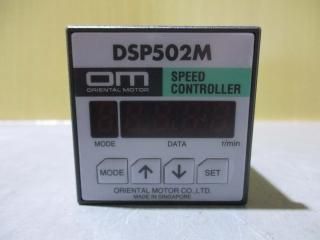 DSP502M
OM
ORIENTAL MOTOR
SPEED
CONTROLLER
MODE DATA r/min
MODE SET
ORIENTAL MOTOR CO.,LTD.
MADE IN SINGAPORE